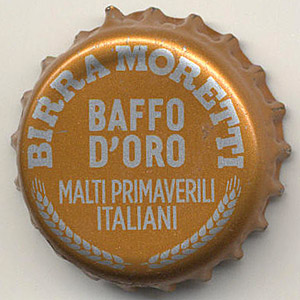 BIRRA MORETTI
BAFFO
D'ORO
MALTI PRIMAVERILI
ITALIANI